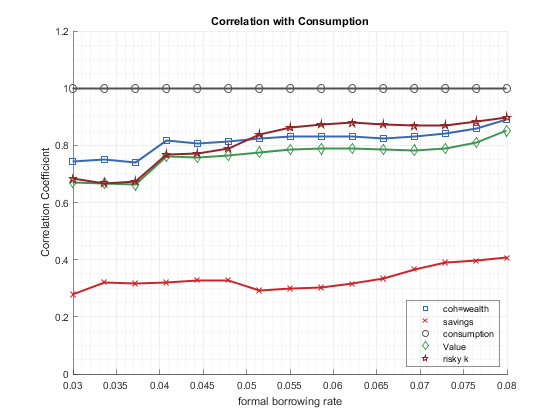 Correlation with Consumption
1.2
1
0.8
0.6
0.4
0.2
0
Correlation Coefficient
0.03 0.035 0.04 0.045 0.05 0.055 0.06 0.065 0.07 0.075 0.08
formal borrowing rate
coh=wealth
savings
consumption
Value
risky k